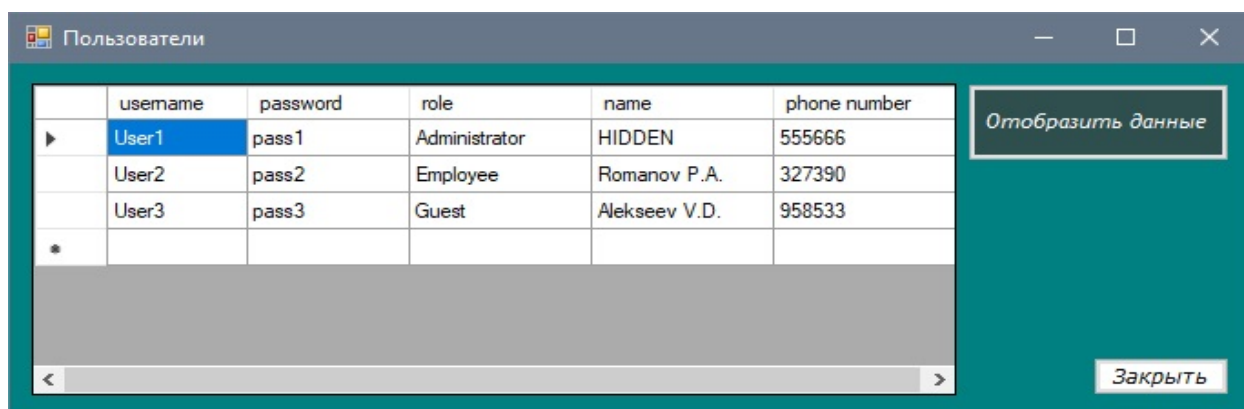 Пользователи
username password role name phone number
User1 pass1 Administrator HIDDEN 555666
User2 pass2 Employee Romanov P.A. 327390
User3 pass3 Guest Alekseev V.D. 958533
Отобразить данные
Закрыть